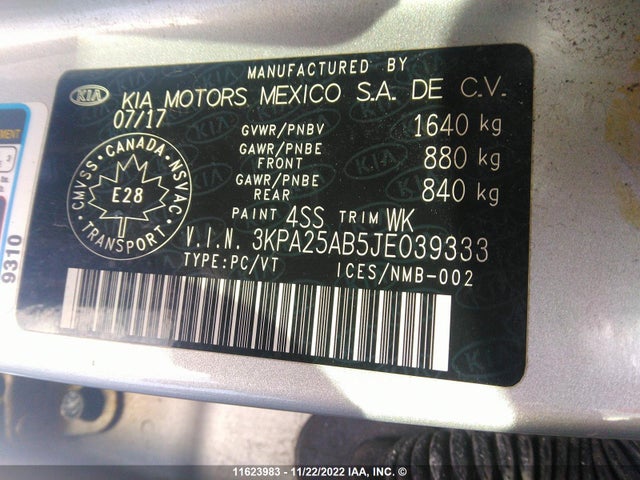 MANUFACTURED BY
KIA KIA MOTORS MEXICO S.A. DE C.V.
07/17
GVWR/PNBV 1640 kg
GAWR/PNBE FRONT 880 kg
GAWR/PNBE REAR 840 kg
CMVSS · CANADA · NSVAC
E28
TRANSPORT
PAINT 4SS TRIM WK
V.I.N. 3KPA25AB5JE039333
TYPE:PC/VT ICES/NMB-002
9310
11623983 - 11/22/2022 IAA, INC. ©